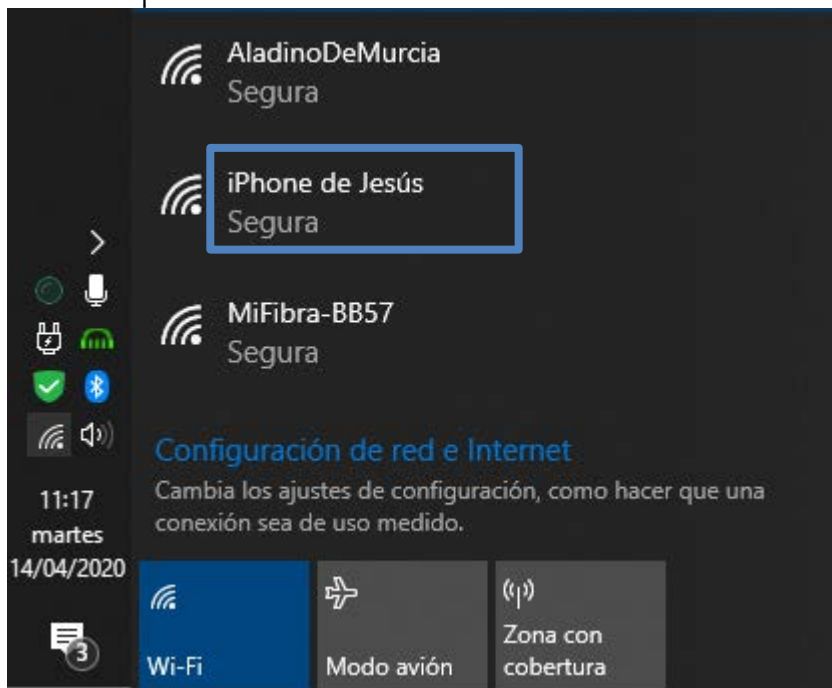 AladinoDeMurcia
Segura
iPhone de Jesús
Segura
MiFibra-BB57
Segura
Configuración de red e Internet
Cambia los ajustes de configuración, como hacer que una
conexión sea de uso medido.
11:17
martes
14/04/2020
3
Wi-Fi
Modo avión
Zona con
cobertura